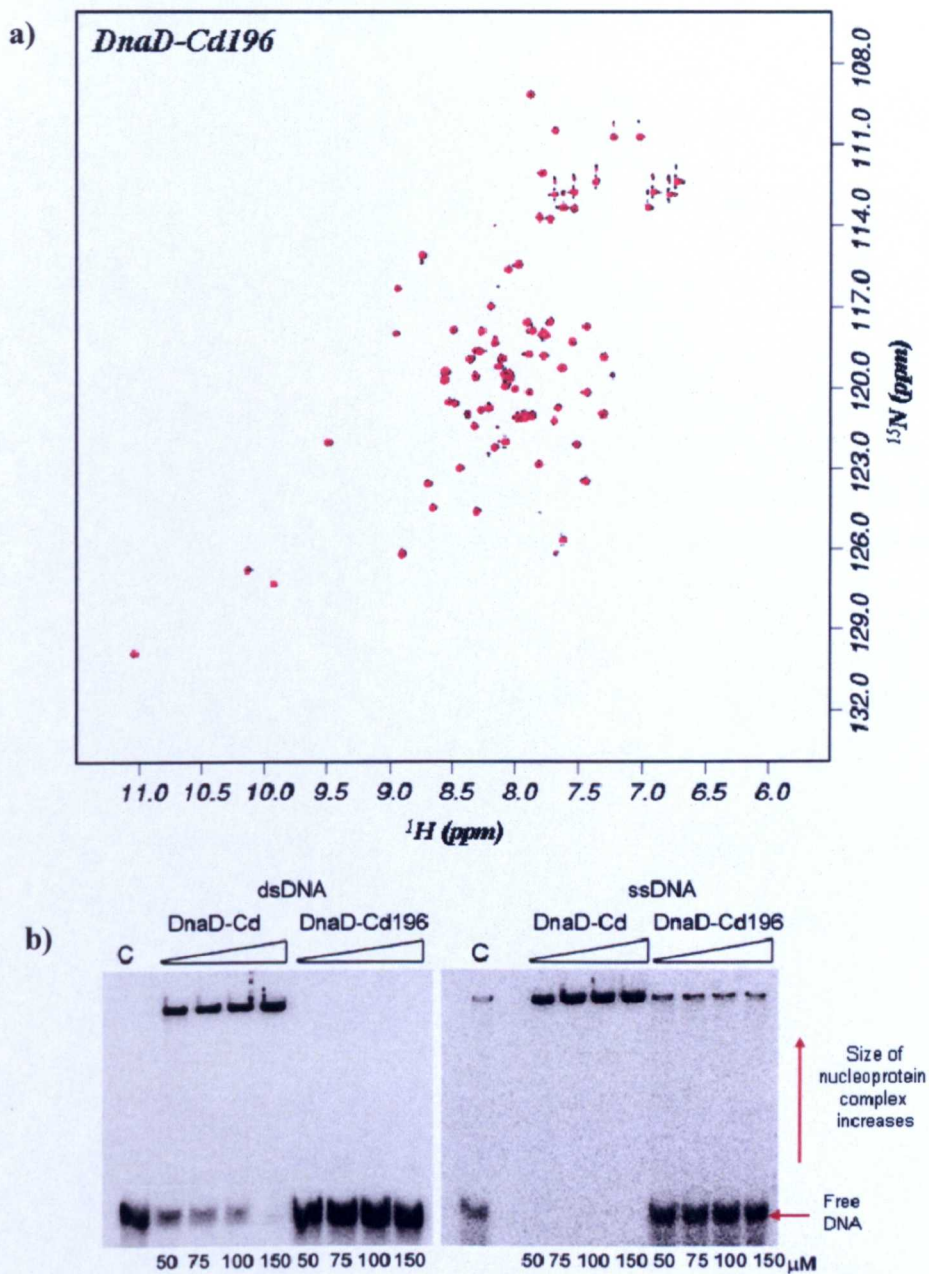 a)
DnaD-Cd196
108.0
111.0
114.0
117.0
120.0
123.0
126.0
129.0
132.0
15N (ppm)
11.0 10.5 10.0 9.5 9.0 8.5 8.0 7.5 7.0 6.5 6.0
1H (ppm)
b)
dsDNA ssDNA
C DnaD-Cd DnaD-Cd196 C DnaD-Cd DnaD-Cd196
Size of
nucleoprotein
complex
increases
Free
DNA
50 75 100 150 50 75 100 150 50 75 100 150 50 75 100 150 µM